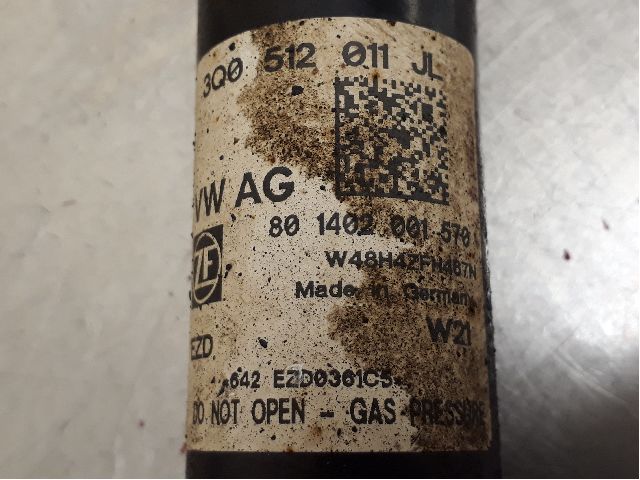 3Q0 512 011 JL
VW AG
80 1402 001 570
ZF
Made in Germany
W21
EZD
642 EZD0361C5
DO NOT OPEN - GAS PRESSURE